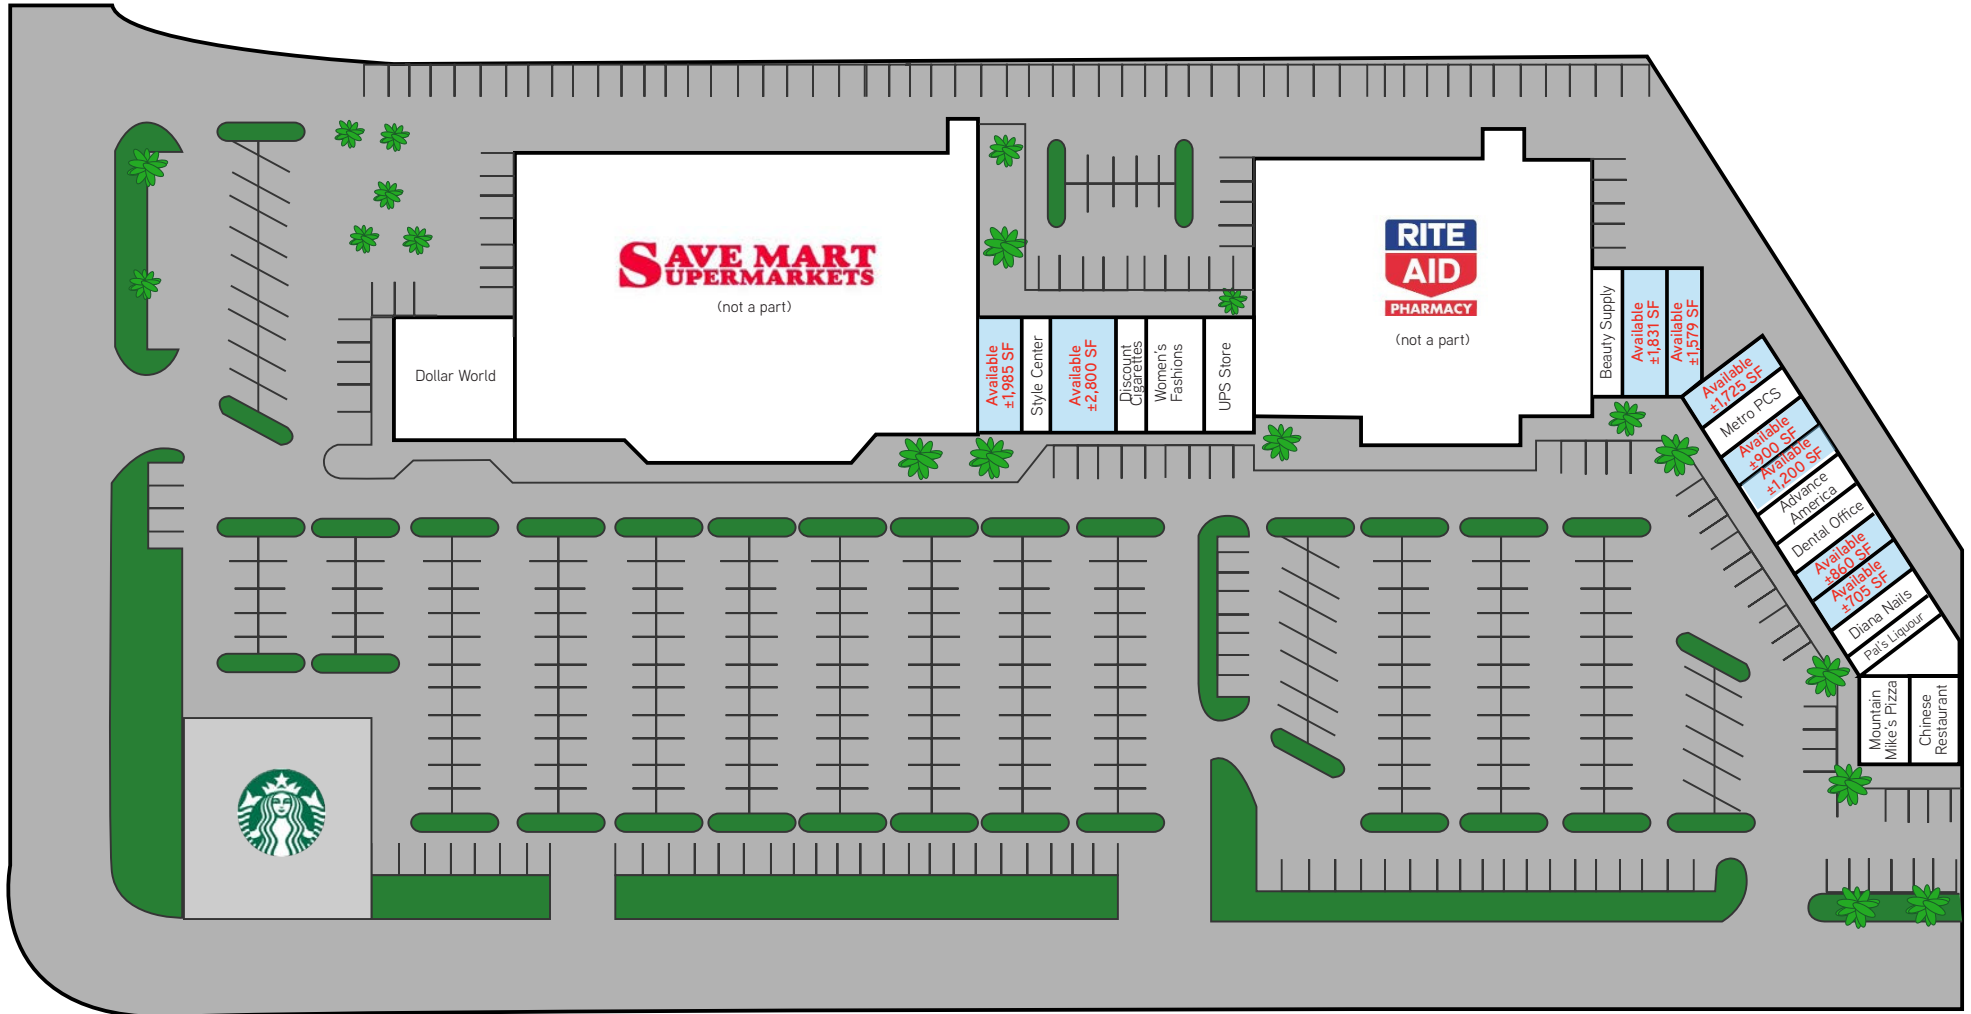 SAVE MART
SUPERMARKETS
(not a part)
RITE
AID
PHARMACY
(not a part)
Dollar World
Available
±1,985 SF
Style Center
Available
±2,800 SF
Discount
Cigarettes
Women's
Fashions
UPS Store
Beauty Supply
Available
±1,831 SF
Available
±1,579 SF
Available
±1,725 SF
Metro PCS
Available
±900 SF
Available
±1,200 SF
Advance
America
Dental Office
Available
±860 SF
Available
±705 SF
Diana Nails
Pal's Liquour
Mountain
Mike's Pizza
Chinese
Restaurant